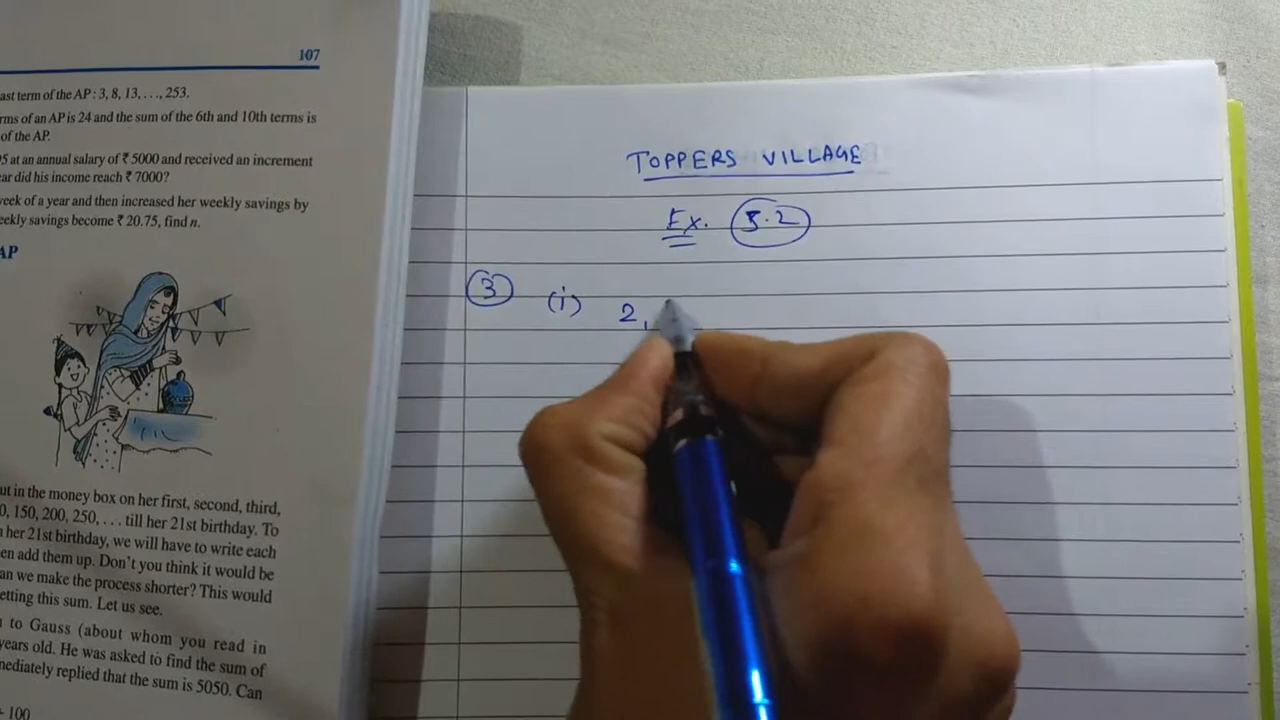 107
ast term of the AP : 3, 8, 13, . . ., 253.
rms of an AP is 24 and the sum of the 6th and 10th terms is
of the AP.
5 at an annual salary of ₹ 5000 and received an increment
ar did his income reach ₹ 7000?
week of a year and then increased her weekly savings by
eekly savings become ₹ 20.75, find n.
AP
ut in the money box on her first, second, third,
0, 150, 200, 250, . . . till her 21st birthday. To
n her 21st birthday, we will have to write each
en add them up. Don't you think it would be
an we make the process shorter? This would
etting this sum. Let us see.
to Gauss (about whom you read in
years old. He was asked to find the sum of
mediately replied that the sum is 5050. Can
+ 100
TOPPERS VILLAGE
Ex. 5.2
3 (i) 2,